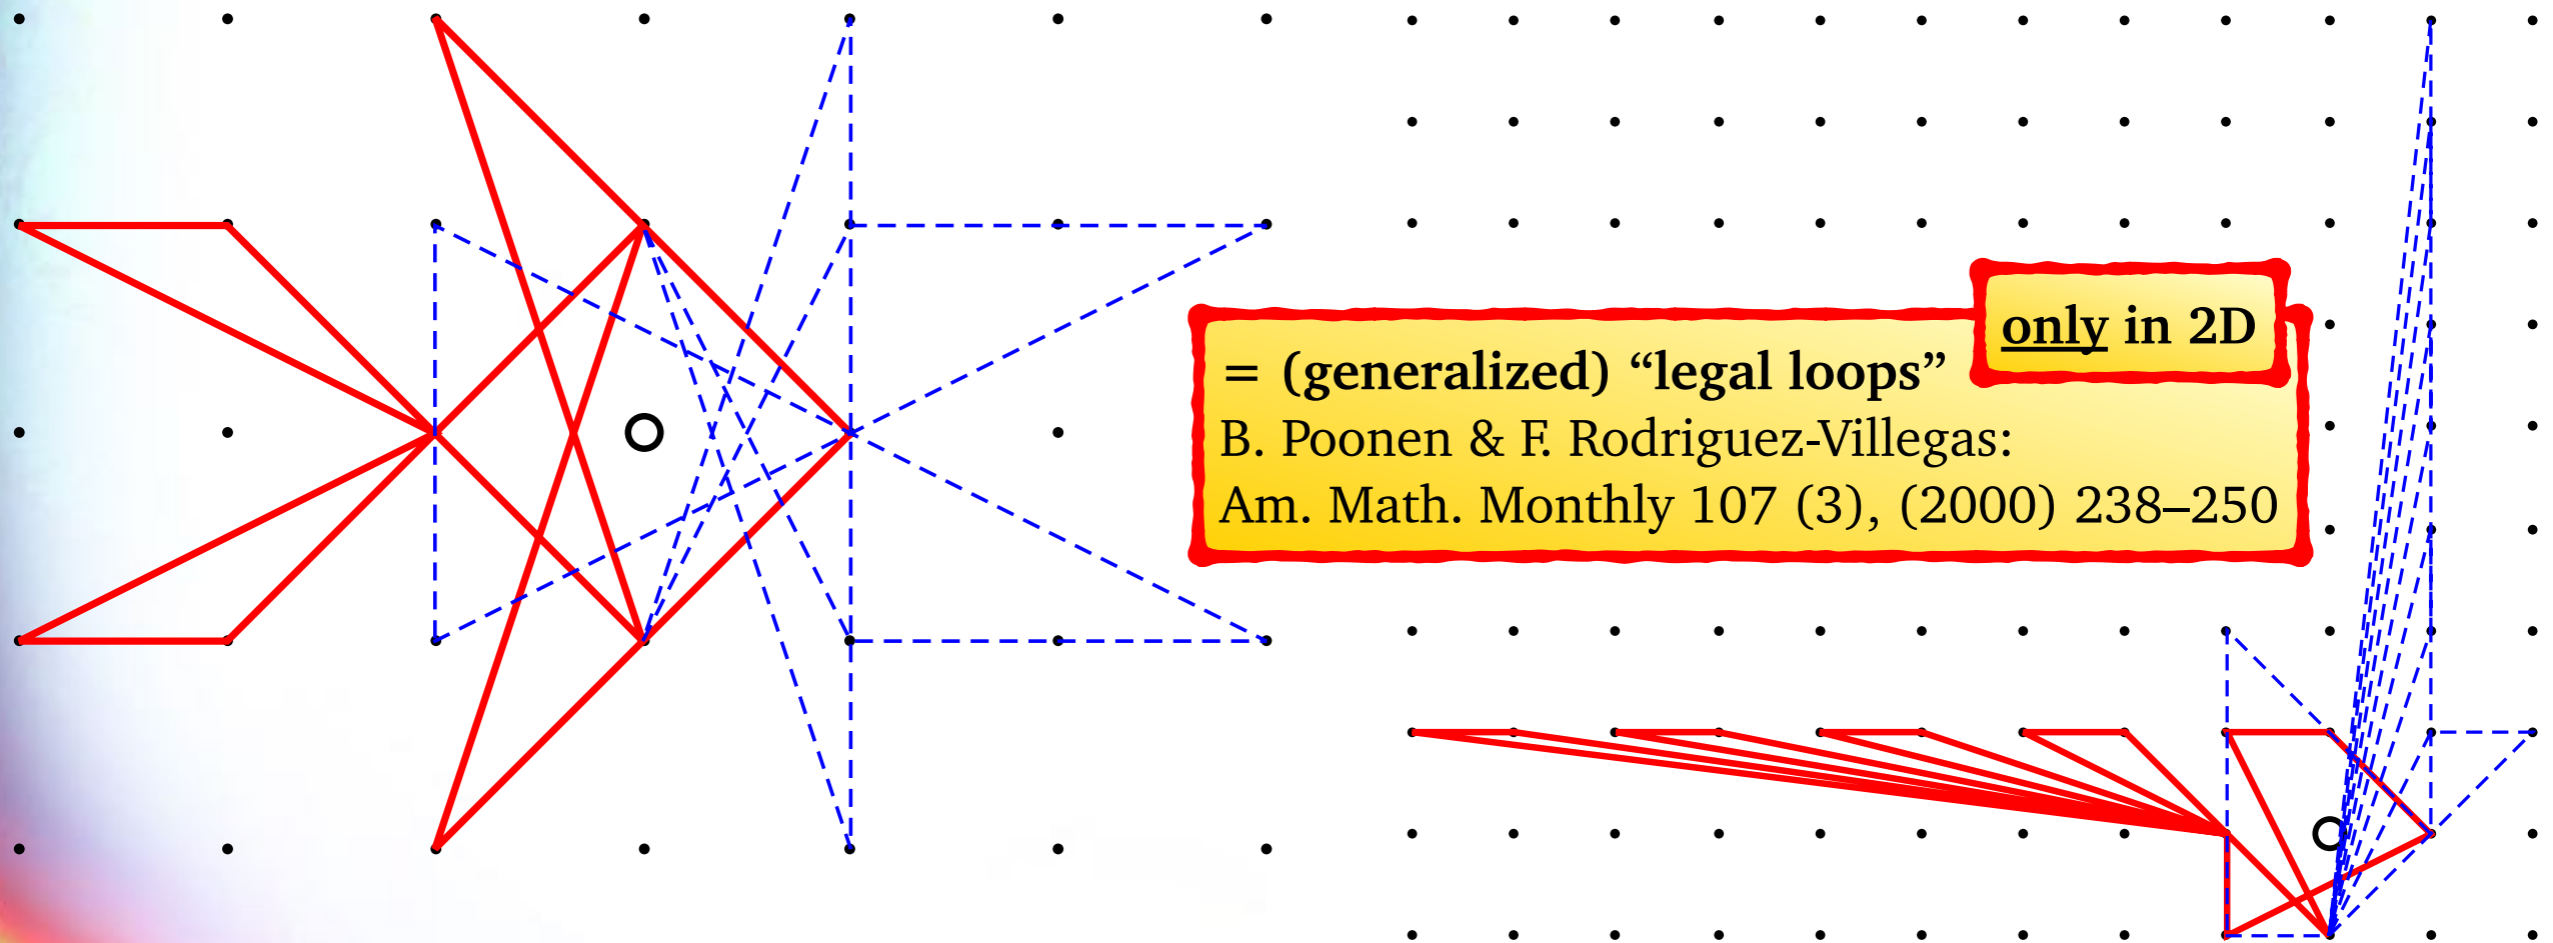 only in 2D
= (generalized) “legal loops”
B. Poonen & F. Rodriguez-Villegas:
Am. Math. Monthly 107 (3), (2000) 238–250